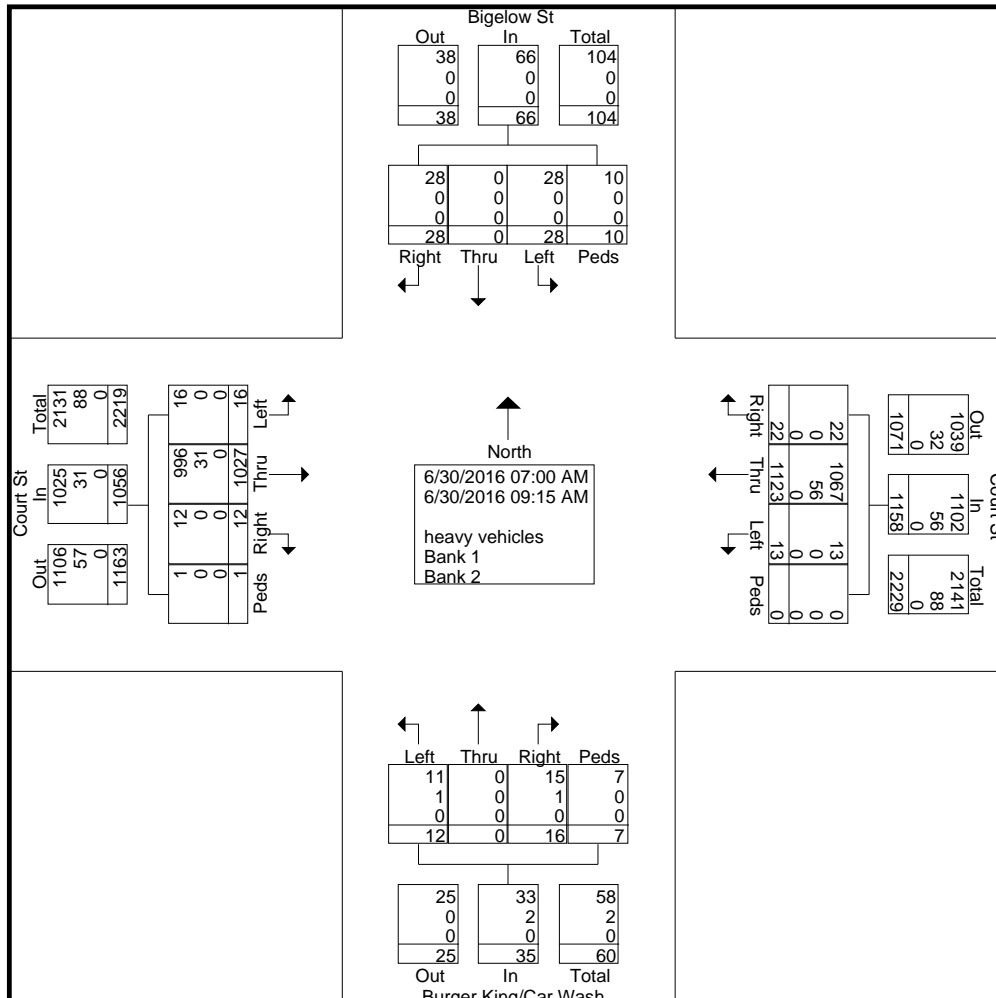 Bigelow St
Out In Total
38 66 104
0 0 0
0 0 0
38 66 104
28 0 28 10
0 0 0 0
0 0 0 0
28 0 28 10
Right Thru Left Peds
Court St
Total In Out
2131 1025 1106
88 31 57
0 0 0
2219 1056 1163
16 996 12 1
0 31 0 0
0 0 0 0
16 1027 12 1
Left Thru Right Peds
North
6/30/2016 07:00 AM
6/30/2016 09:15 AM
heavy vehicles
Bank 1
Bank 2
Right Thru Left Peds
22 1067 13 0
0 56 0 0
0 0 0 0
22 1123 13 0
Out In Total
1039 1102 2141
32 56 88
0 0 0
1071 1158 2229
Court St
Left Thru Right Peds
11 0 15 7
1 0 1 0
0 0 0 0
12 0 16 7
25 33 58
0 2 2
0 0 0
25 35 60
Out In Total
Burger King/Car Wash